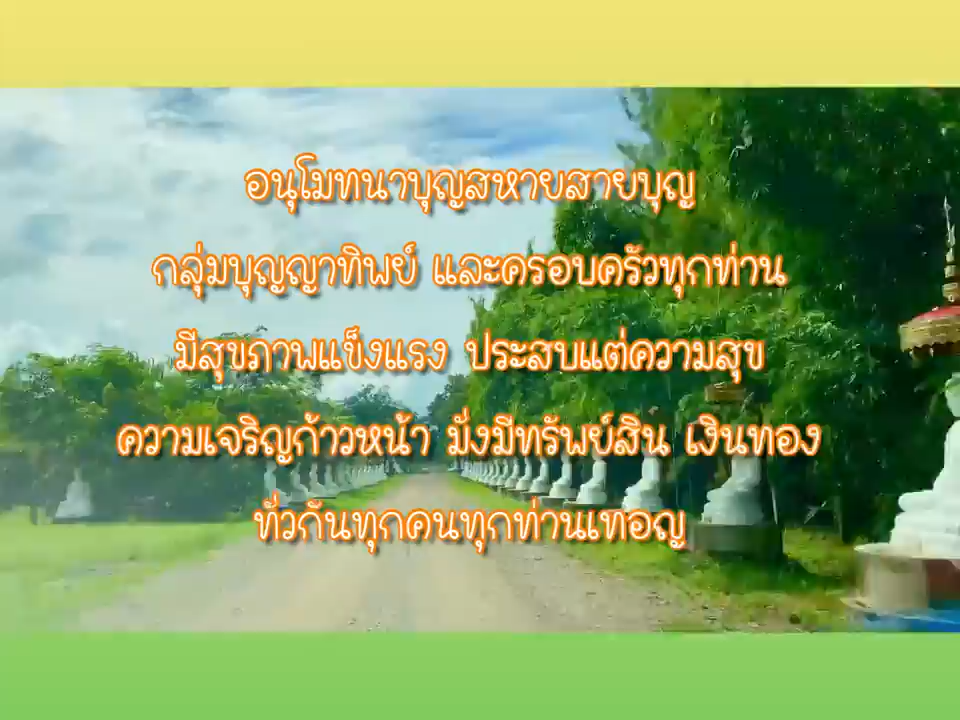 อนุโมทนาบุญสหายสายบุญ
กลุ่มบุญญาทิพย์ และครอบครัวทุกท่าน
มีสุขภาพแข็งแรง ประสบแต่ความสุข
ความเจริญก้าวหน้า มั่งมีทรัพย์สิน เงินทอง
ทั่วกันทุกคนทุกท่านเทอญ